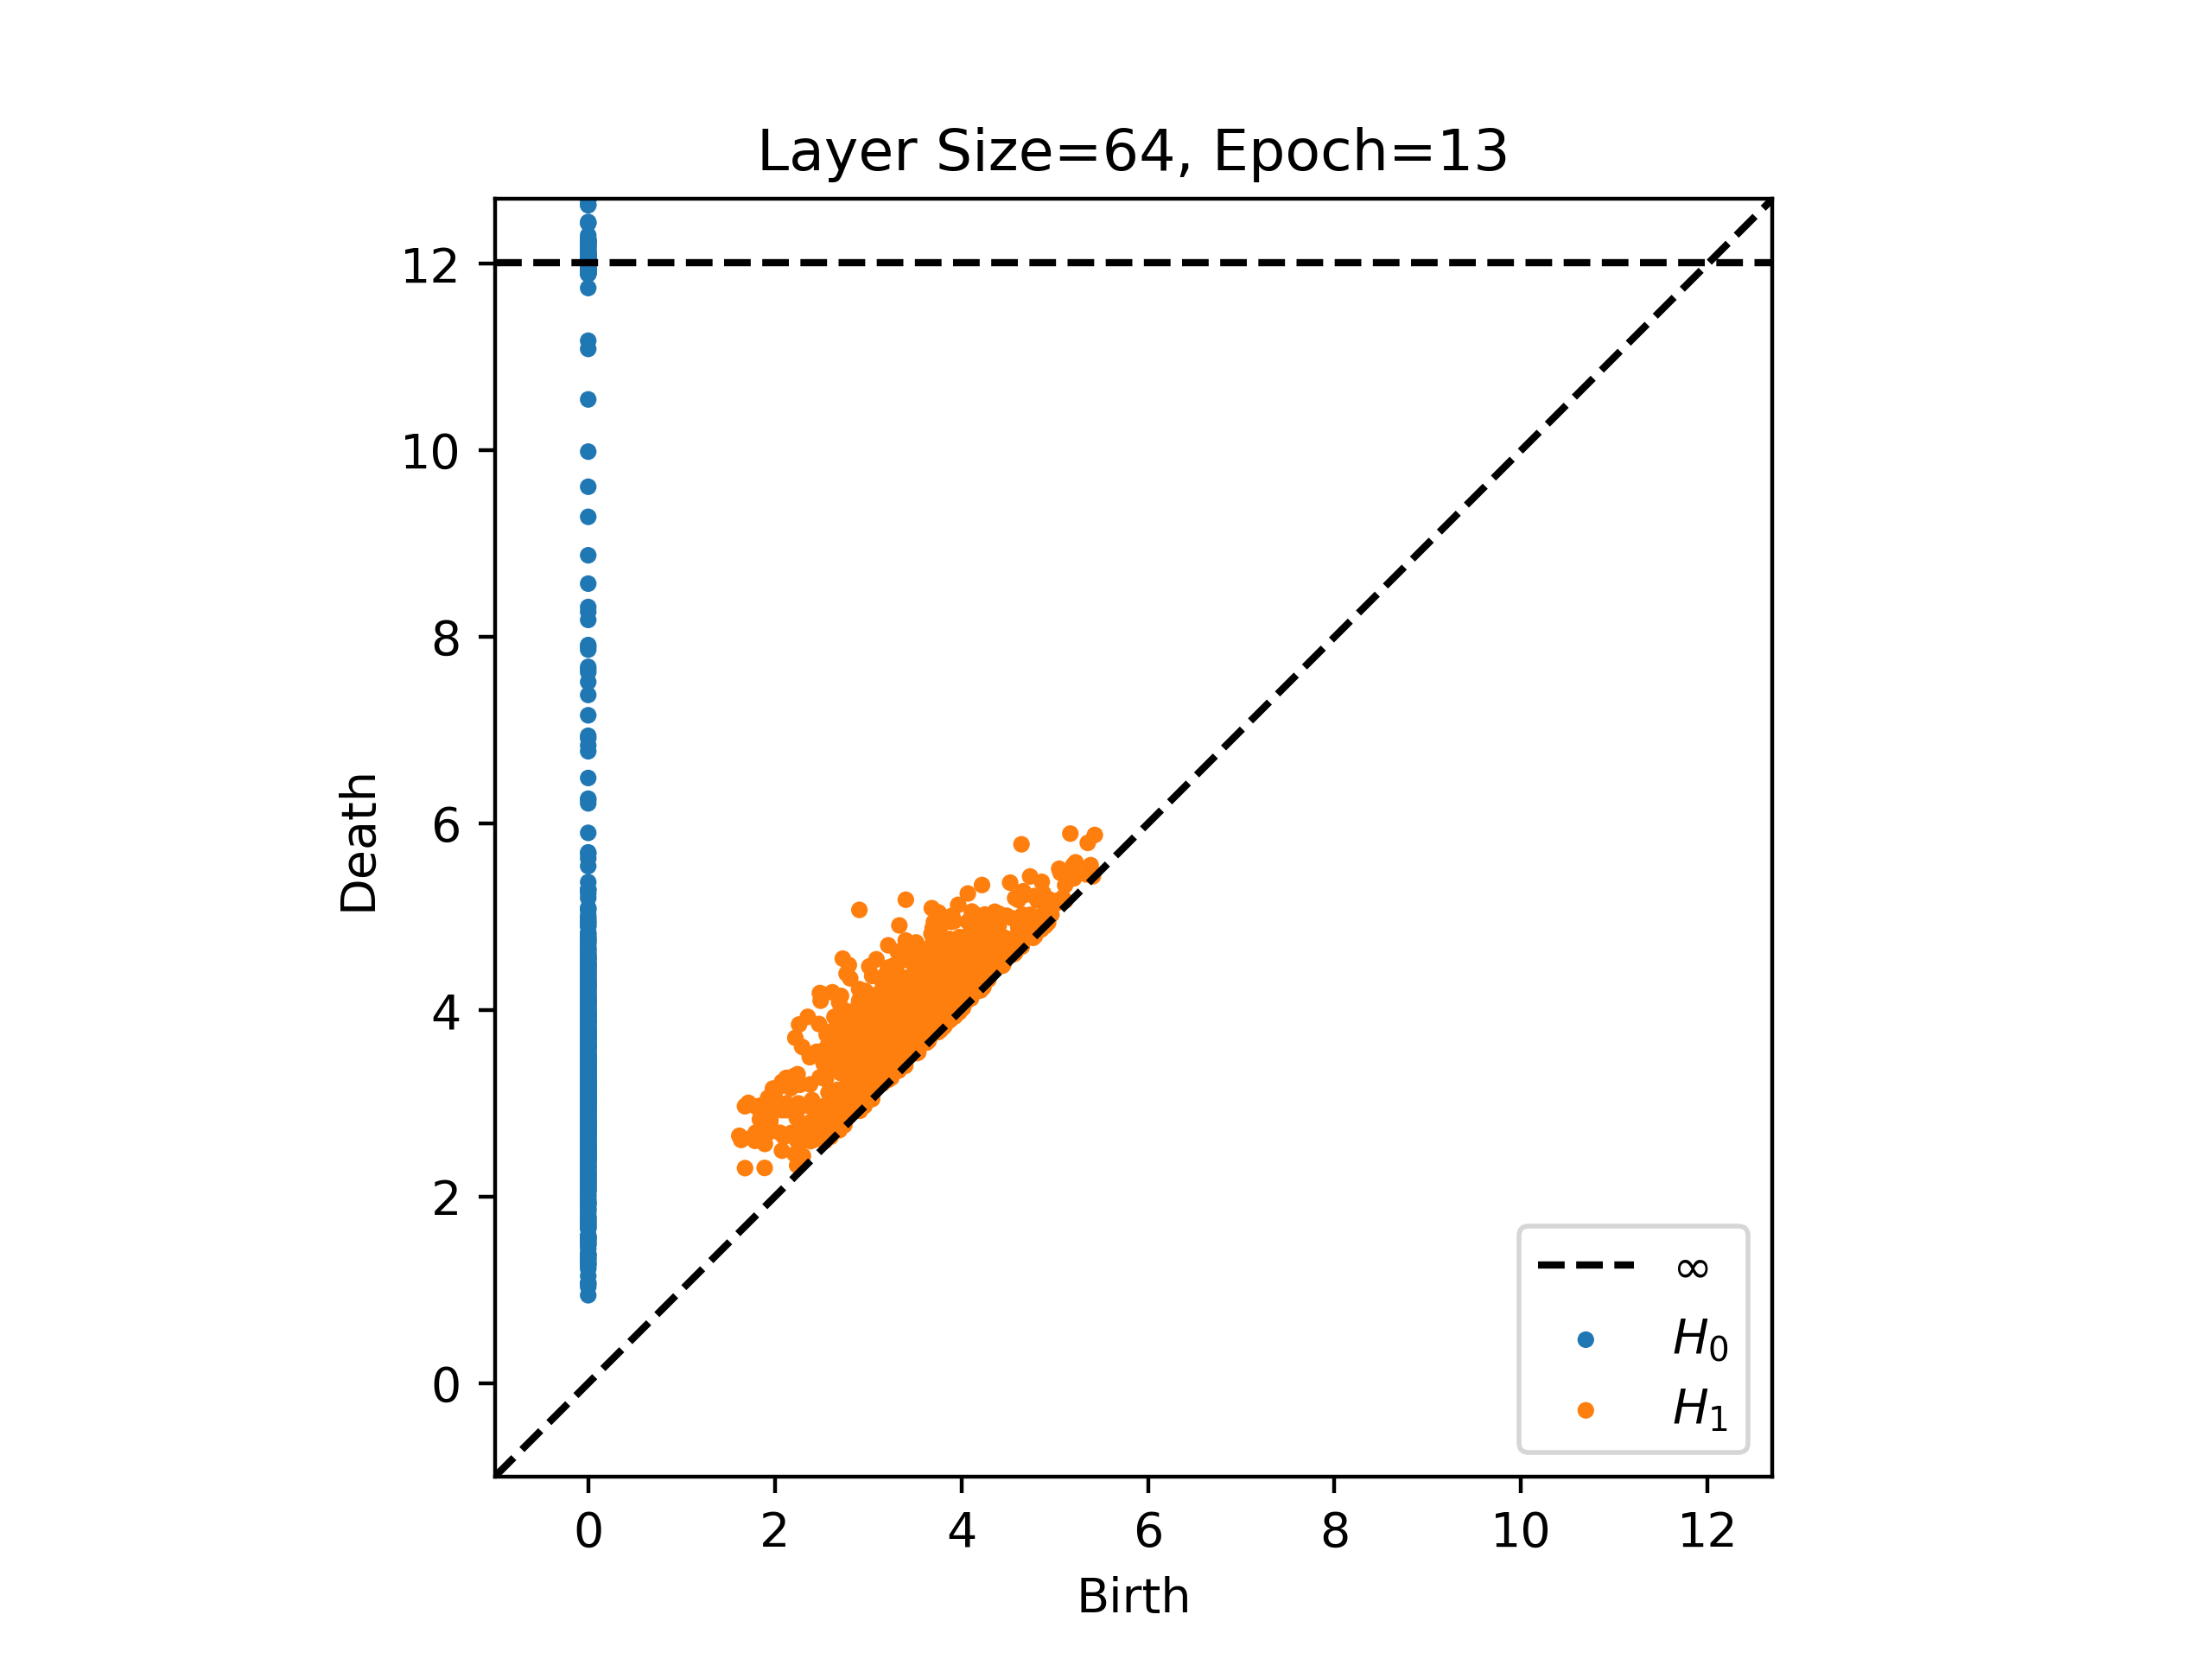 Layer Size=64, Epoch=13
12
10
8
6
4
2
0
Death
0 2 4 6 8 10 12
Birth
∞
H₀
H₁